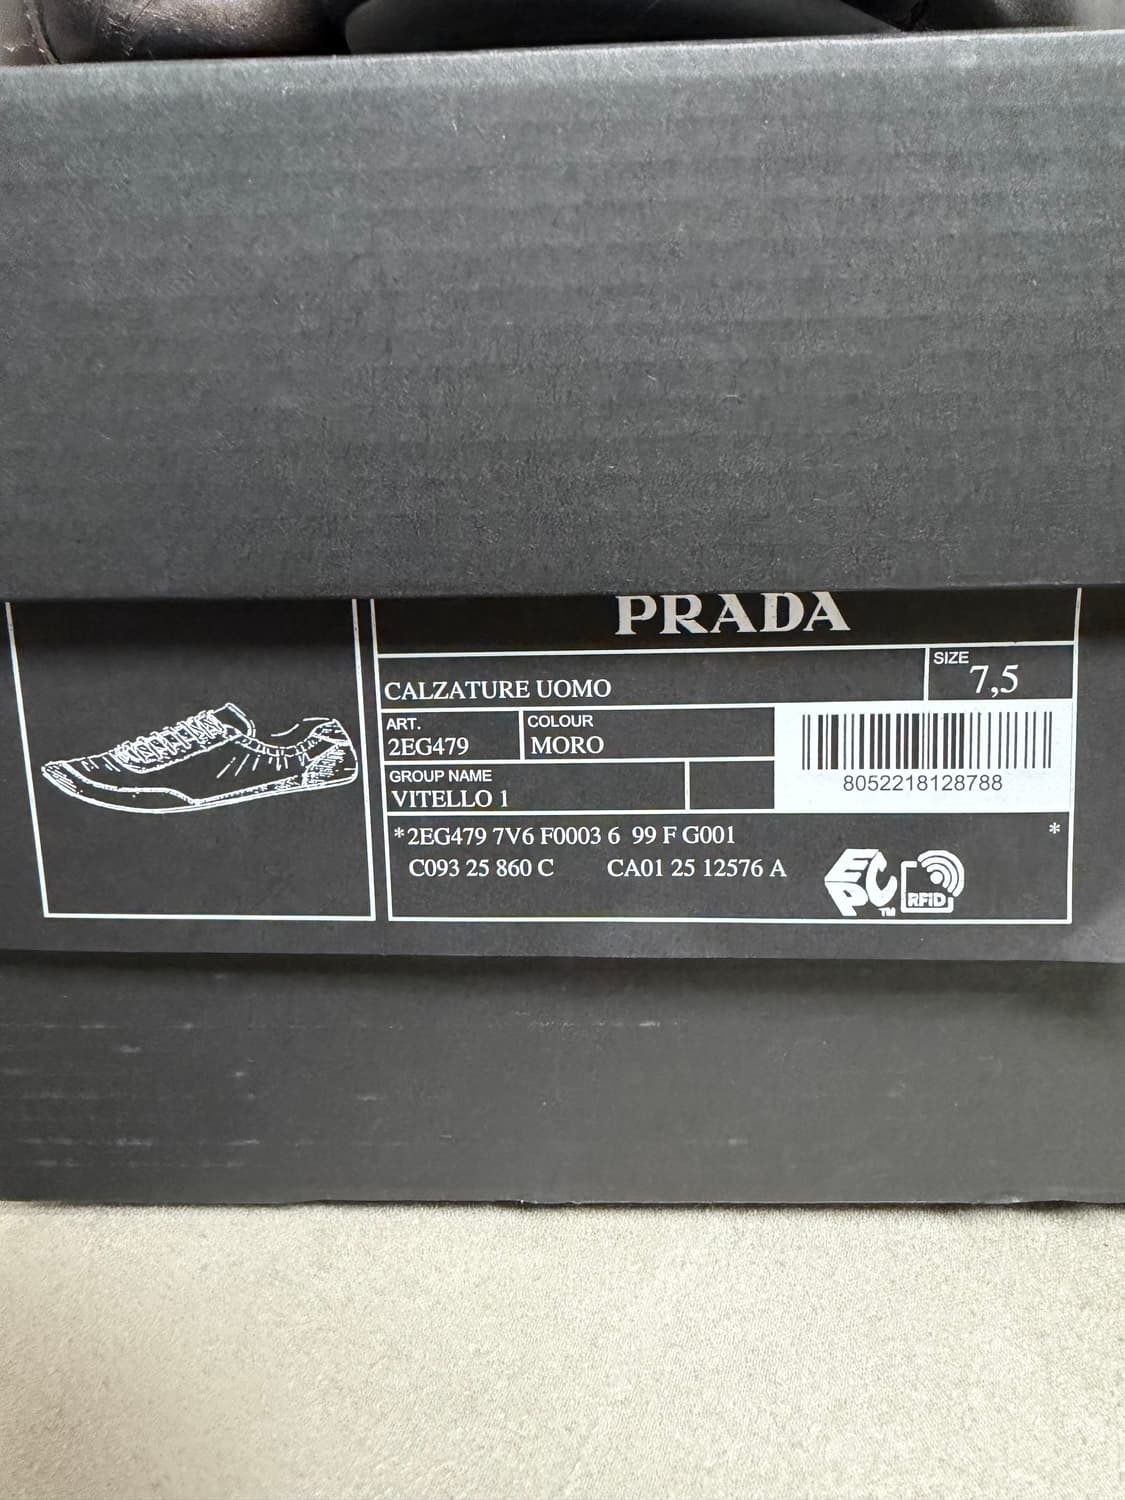 PRADA
CALZATURE UOMO
SIZE
7,5
ART.
2EG479
COLOUR
MORO
GROUP NAME
VITELLO 1
8052218128788
*2EG479 7V6 F0003 6 99 F G001 *
C093 25 860 C CA01 25 12576 A
EPC TM
RFID